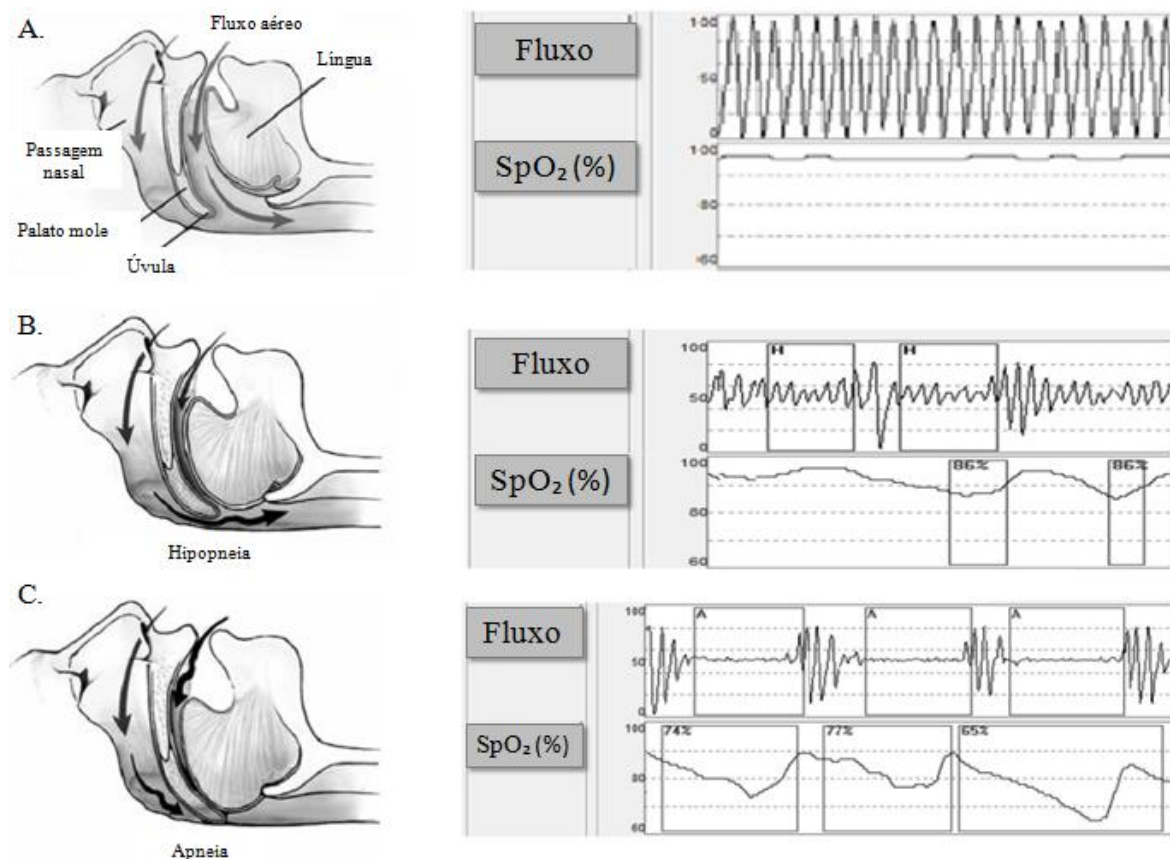 A.
Fluxo aéreo
Língua
Passagem
nasal
Palato mole
Úvula
Fluxo
100
50
0
SpO₂ (%)
100
80
60
B.
Hipopneia
Fluxo
100
50
0
H
H
SpO₂ (%)
100
80
60
86%
86%
C.
Apneia
Fluxo
100
50
0
A
A
A
SpO₂ (%)
100
80
60
74%
77%
65%